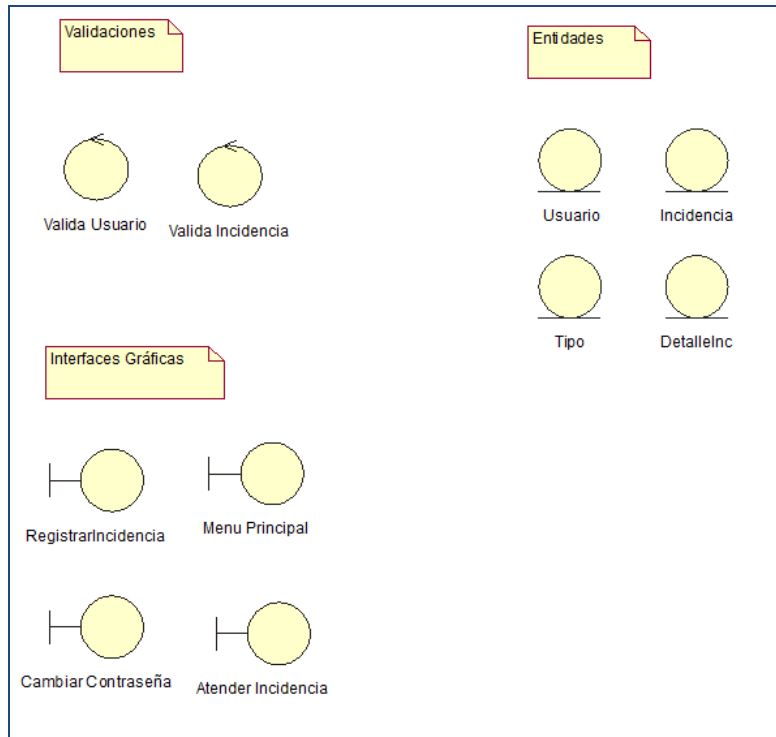 Validaciones
Entidades
Valida Usuario
Valida Incidencia
Usuario
Incidencia
Tipo
DetalleInc
Interfaces Gráficas
RegistrarIncidencia
Menu Principal
Cambiar Contraseña
Atender Incidencia